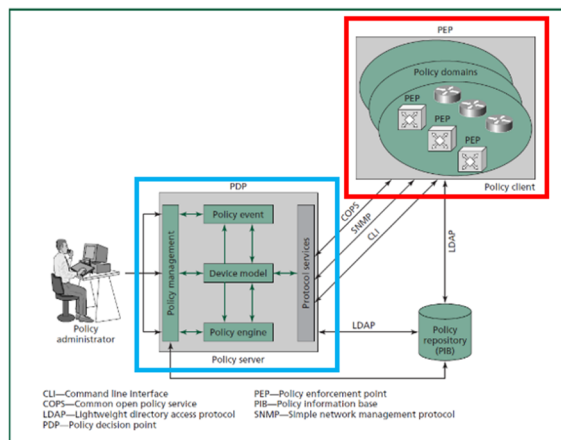 PEP
Policy domains
PEP
PEP
PEP
Policy client
PDP
COPS
SNMP
CLI
LDAP
Policy management
Policy event
Device model
Policy engine
Protocol services
LDAP
Policy
repository
(PIB)
Policy
administrator
Policy server
CLI—Command line interface
COPS—Common open policy service
LDAP—Lightweight directory access protocol
PDP—Policy decision point
PEP—Policy enforcement point
PIB—Policy information base
SNMP—Simple network management protocol